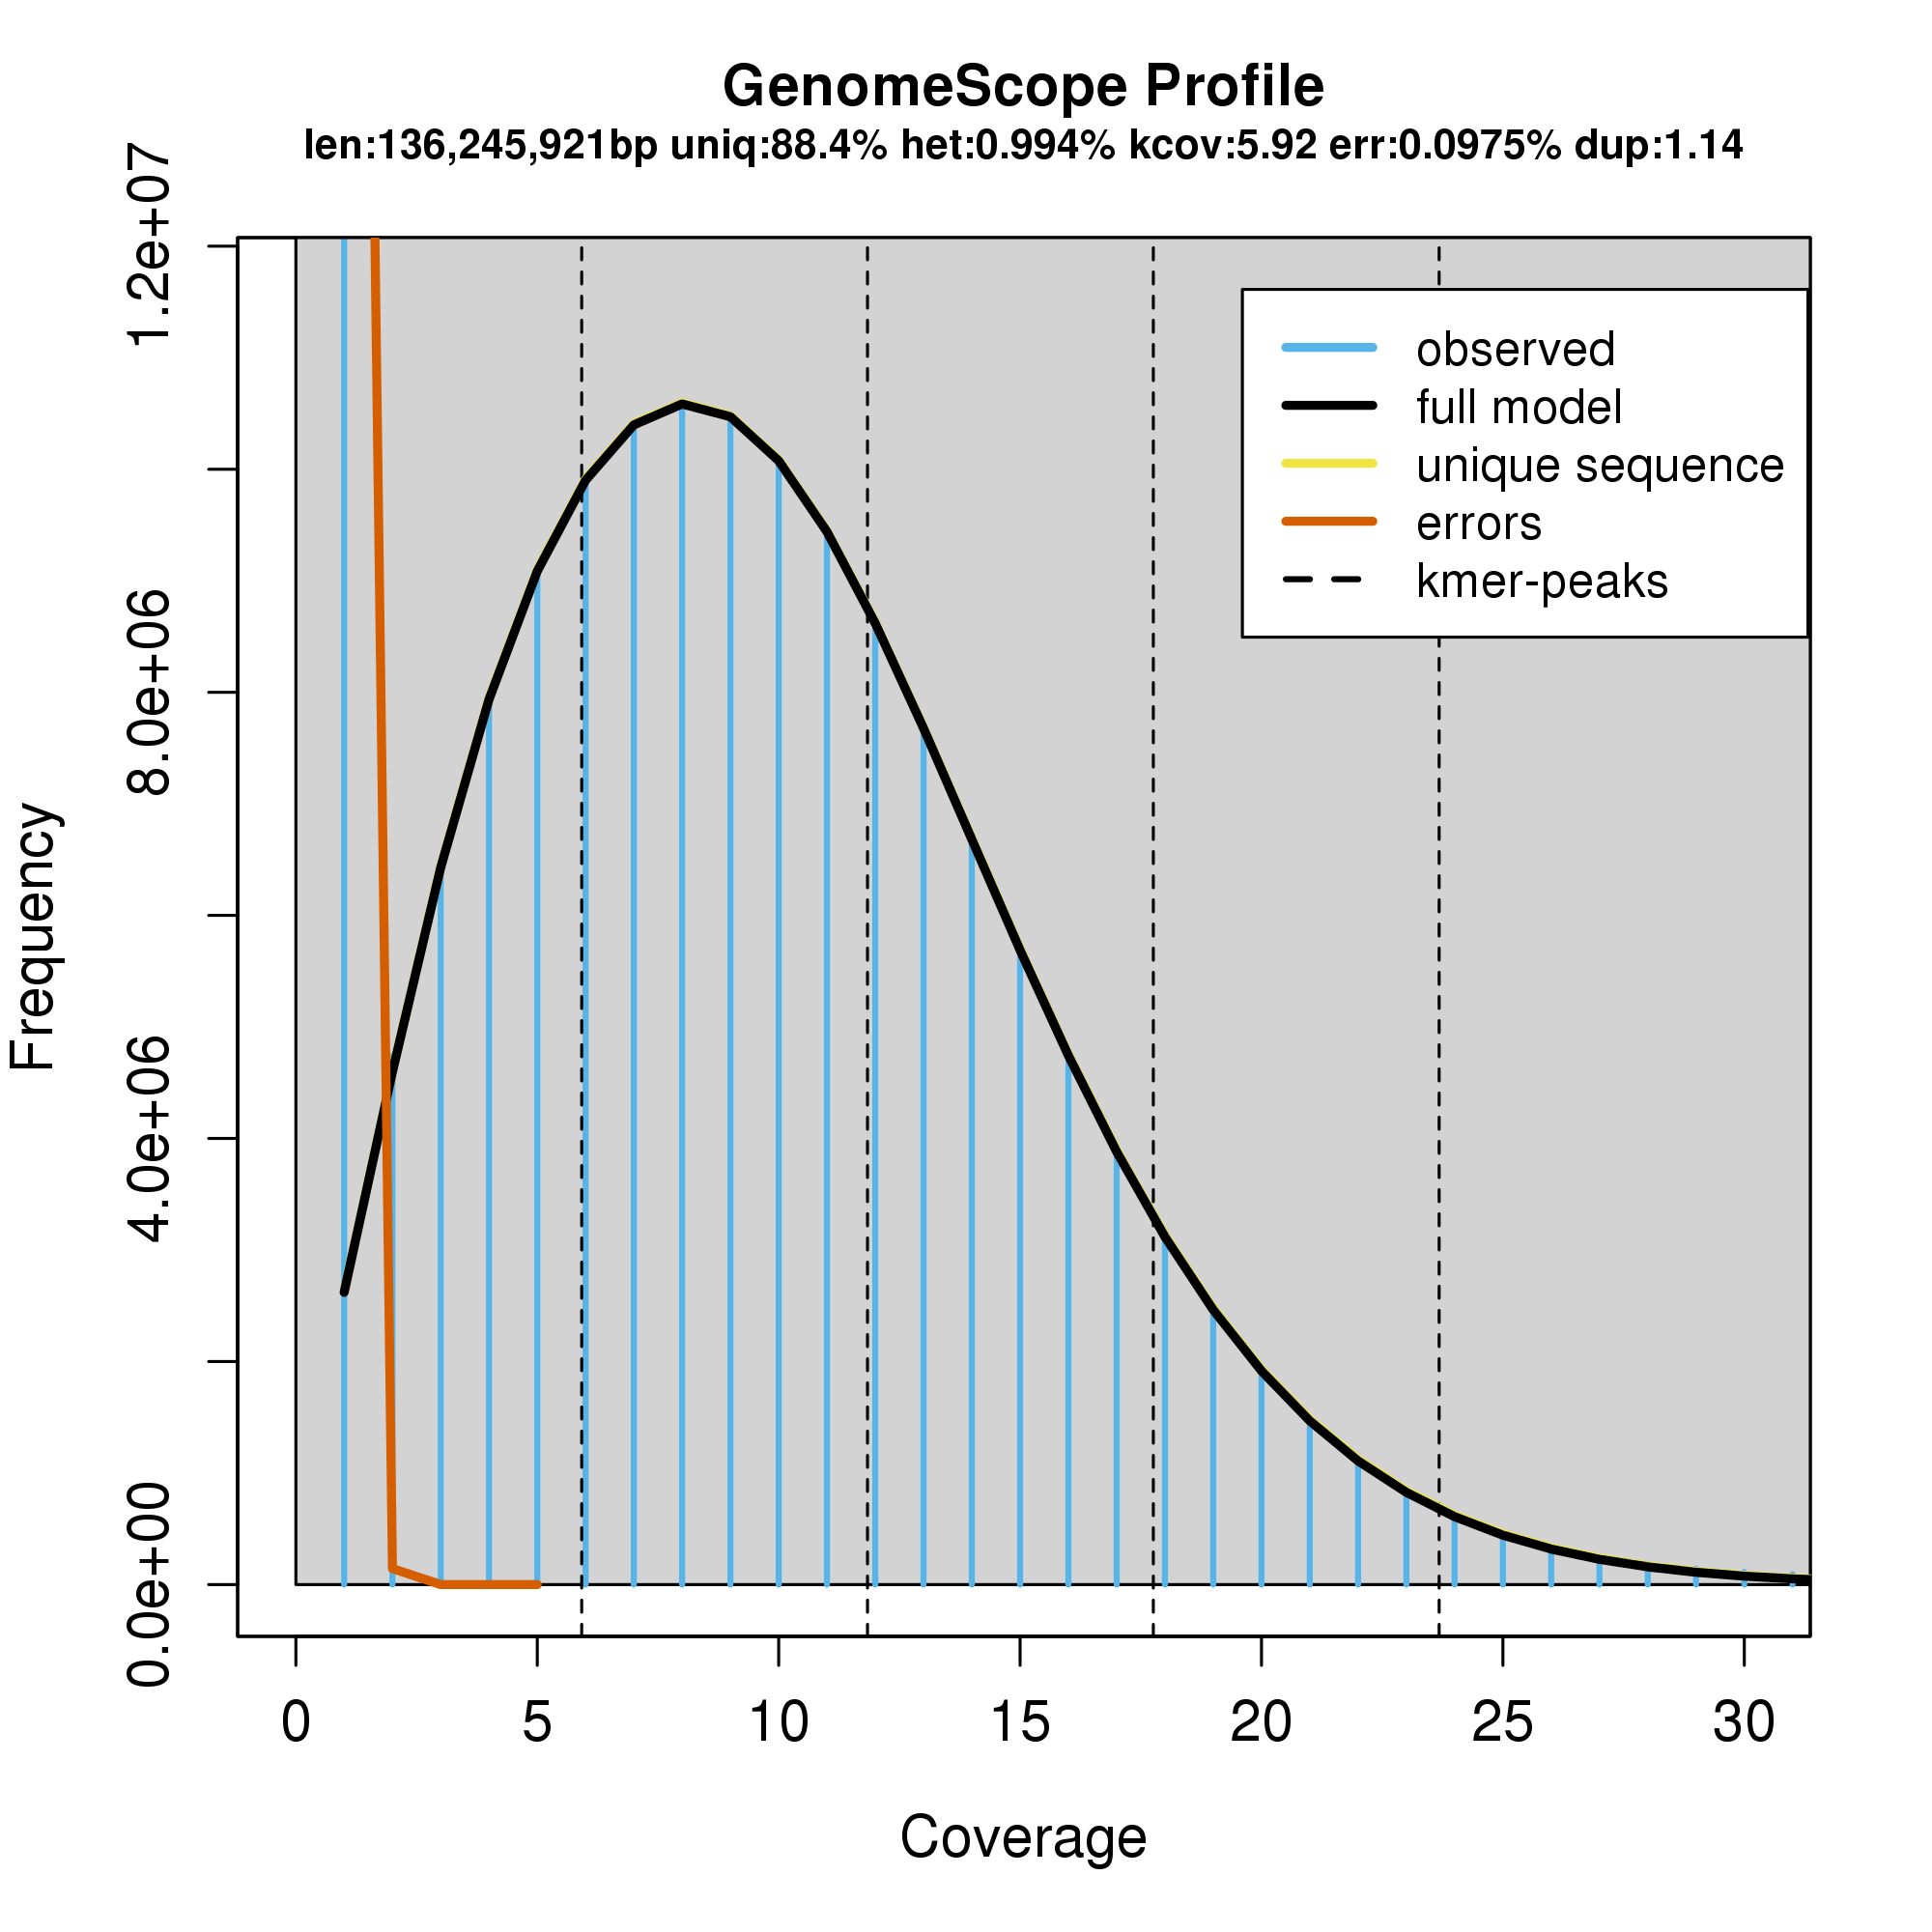 GenomeScope Profile
len:136,245,921bp uniq:88.4% het:0.994% kcov:5.92 err:0.0975% dup:1.14
1.2e+07
8.0e+06
4.0e+06
0.0e+00
Frequency
observed
full model
unique sequence
errors
kmer-peaks
0 5 10 15 20 25 30
Coverage